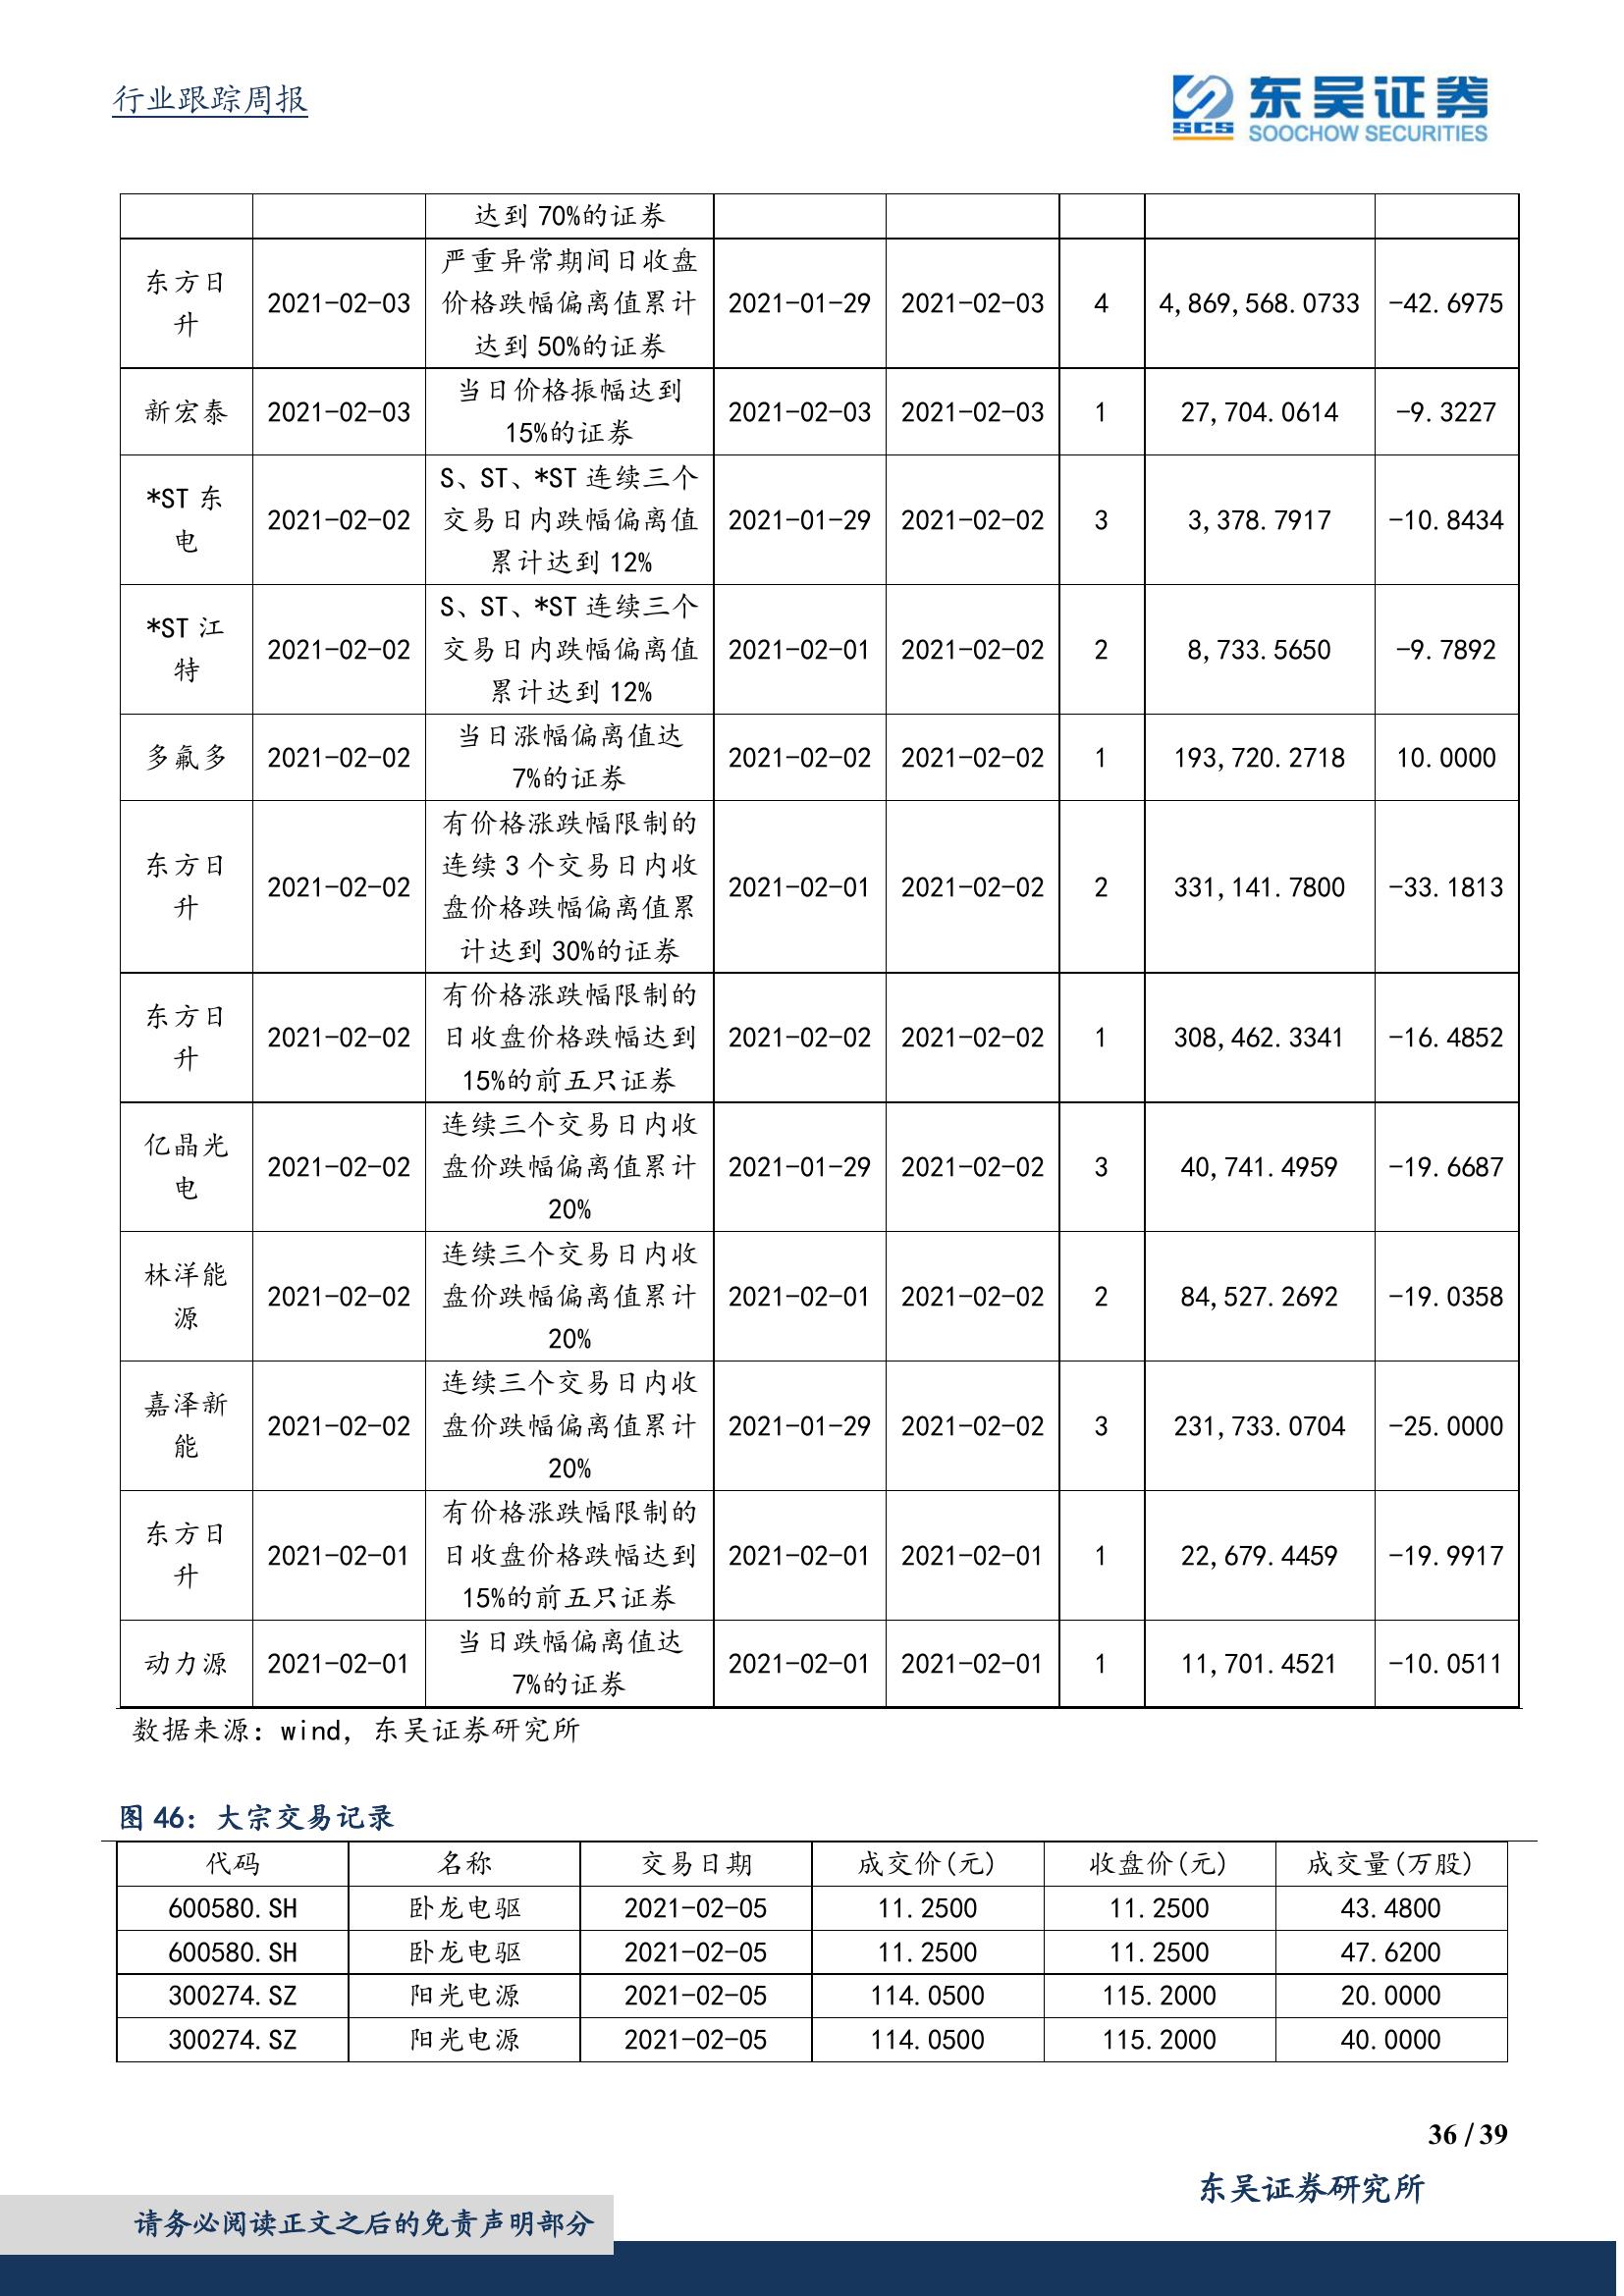 行业跟踪周报
SCS
东吴证券
SOOCHOW SECURITIES
达到 70%的证券
东方日升 2021-02-03 严重异常期间日收盘价格跌幅偏离值累计达到 50%的证券 2021-01-29 2021-02-03 4 4,869,568.0733 -42.6975
新宏泰 2021-02-03 当日价格振幅达到15%的证券 2021-02-03 2021-02-03 1 27,704.0614 -9.3227
*ST 东电 2021-02-02 S、ST、*ST 连续三个交易日内跌幅偏离值累计达到 12% 2021-01-29 2021-02-02 3 3,378.7917 -10.8434
*ST 江特 2021-02-02 S、ST、*ST 连续三个交易日内跌幅偏离值累计达到 12% 2021-02-01 2021-02-02 2 8,733.5650 -9.7892
多氟多 2021-02-02 当日涨幅偏离值达7%的证券 2021-02-02 2021-02-02 1 193,720.2718 10.0000
东方日升 2021-02-02 有价格涨跌幅限制的连续 3 个交易日内收盘价格跌幅偏离值累计达到 30%的证券 2021-02-01 2021-02-02 2 331,141.7800 -33.1813
东方日升 2021-02-02 有价格涨跌幅限制的日收盘价格跌幅达到15%的前五只证券 2021-02-02 2021-02-02 1 308,462.3341 -16.4852
亿晶光电 2021-02-02 连续三个交易日内收盘价跌幅偏离值累计20% 2021-01-29 2021-02-02 3 40,741.4959 -19.6687
林洋能源 2021-02-02 连续三个交易日内收盘价跌幅偏离值累计20% 2021-02-01 2021-02-02 2 84,527.2692 -19.0358
嘉泽新能 2021-02-02 连续三个交易日内收盘价跌幅偏离值累计20% 2021-01-29 2021-02-02 3 231,733.0704 -25.0000
东方日升 2021-02-01 有价格涨跌幅限制的日收盘价格跌幅达到15%的前五只证券 2021-02-01 2021-02-01 1 22,679.4459 -19.9917
动力源 2021-02-01 当日跌幅偏离值达7%的证券 2021-02-01 2021-02-01 1 11,701.4521 -10.0511
数据来源：wind，东吴证券研究所
图 46：大宗交易记录
代码 名称 交易日期 成交价(元) 收盘价(元) 成交量(万股)
600580.SH 卧龙电驱 2021-02-05 11.2500 11.2500 43.4800
600580.SH 卧龙电驱 2021-02-05 11.2500 11.2500 47.6200
300274.SZ 阳光电源 2021-02-05 114.0500 115.2000 20.0000
300274.SZ 阳光电源 2021-02-05 114.0500 115.2000 40.0000
36 / 39
东吴证券研究所
请务必阅读正文之后的免责声明部分